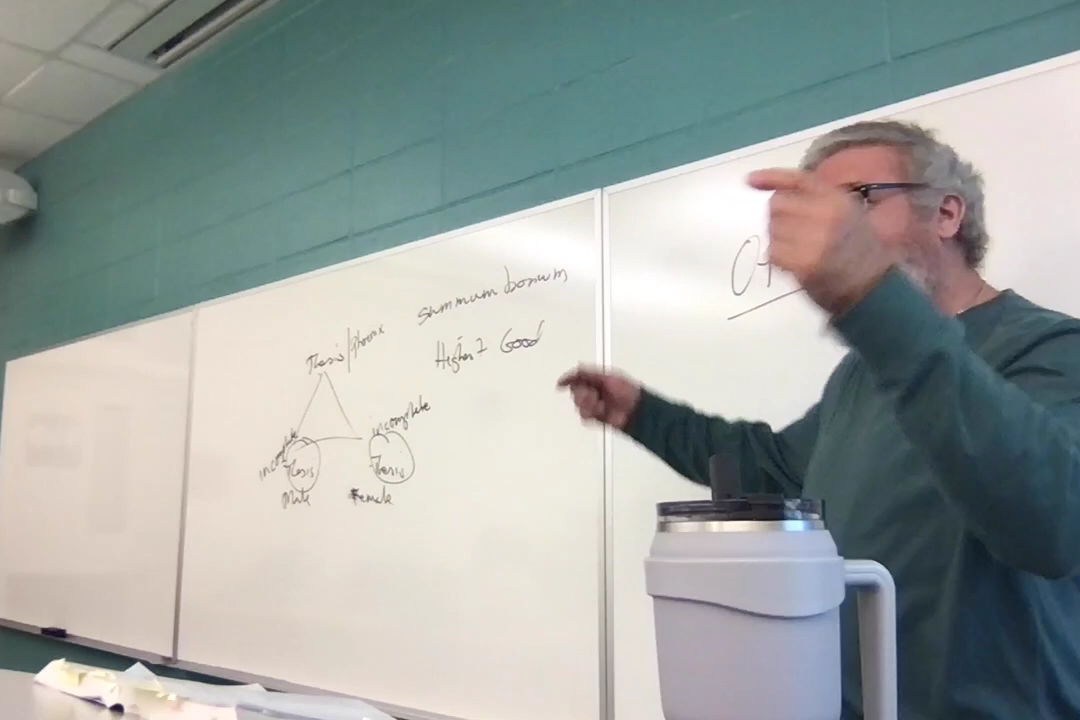 summum bonum
Highest Good
Thesis/phoenix
incomplete
incomplete
Thesis
Thesis
Male
Female